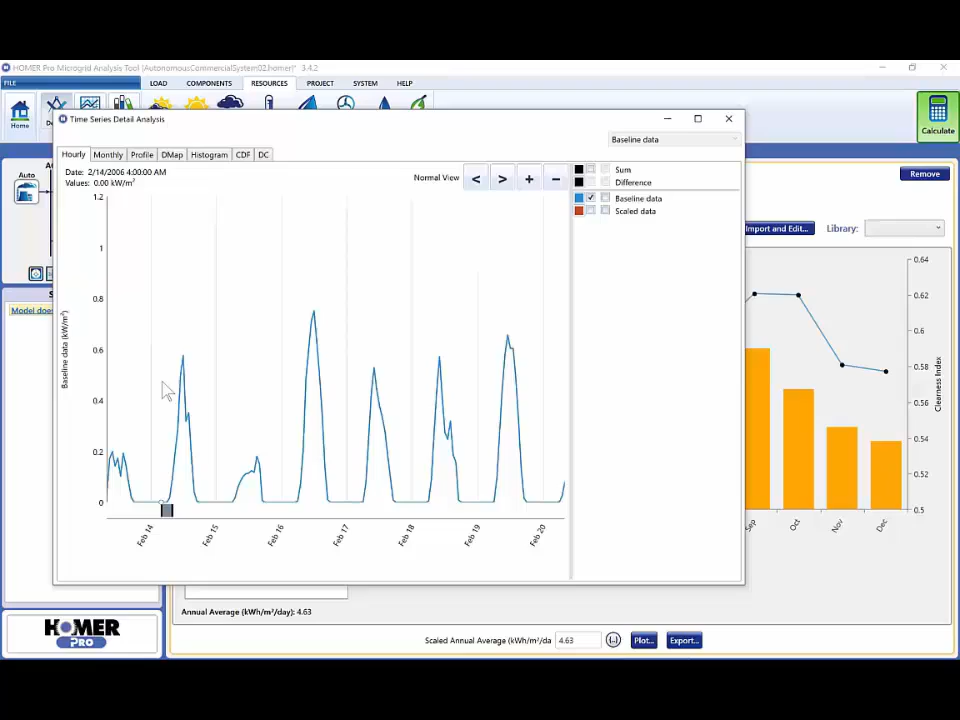 HOMER Pro Microgrid Analysis Tool [AutonomousCommercialSystem02.homer]* 3.4.2
FILE
LOAD COMPONENTS RESOURCES PROJECT SYSTEM HELP
Home
Calculate
Time Series Detail Analysis
Baseline data
Hourly Monthly Profile DMap Histogram CDF DC
Date: 2/14/2006 4:00:00 AM
Values: 0.00 kW/m²
Normal View < > + −
Sum
Difference
Baseline data
Scaled data
Auto
Remove
Import and Edit... Library:
Model does
1.2
1
0.8
0.6
0.4
0.2
0
Baseline data (kW/m²)
Feb 14 Feb 15 Feb 16 Feb 17 Feb 18 Feb 19 Feb 20
0.64
0.62
0.6
0.58
0.56
0.54
0.52
0.5
Clearness Index
Sep Oct Nov Dec
Annual Average (kWh/m²/day): 4.63
Scaled Annual Average (kWh/m²/da 4.63 {..} Plot... Export...
HOMER
PRO